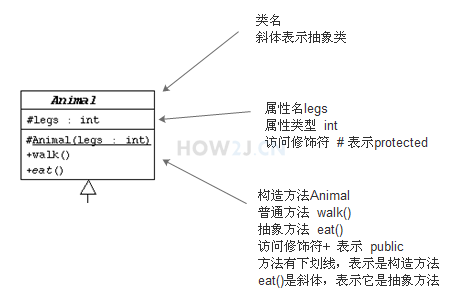 类名
斜体表示抽象类
Animal
#legs : int
#Animal(legs : int)
+walk()
+eat()
属性名legs
属性类型 int
访问修饰符 # 表示protected
HOW2J.CN
构造方法Animal
普通方法 walk()
抽象方法 eat()
访问修饰符+ 表示 public
方法有下划线，表示是构造方法
eat()是斜体，表示它是抽象方法